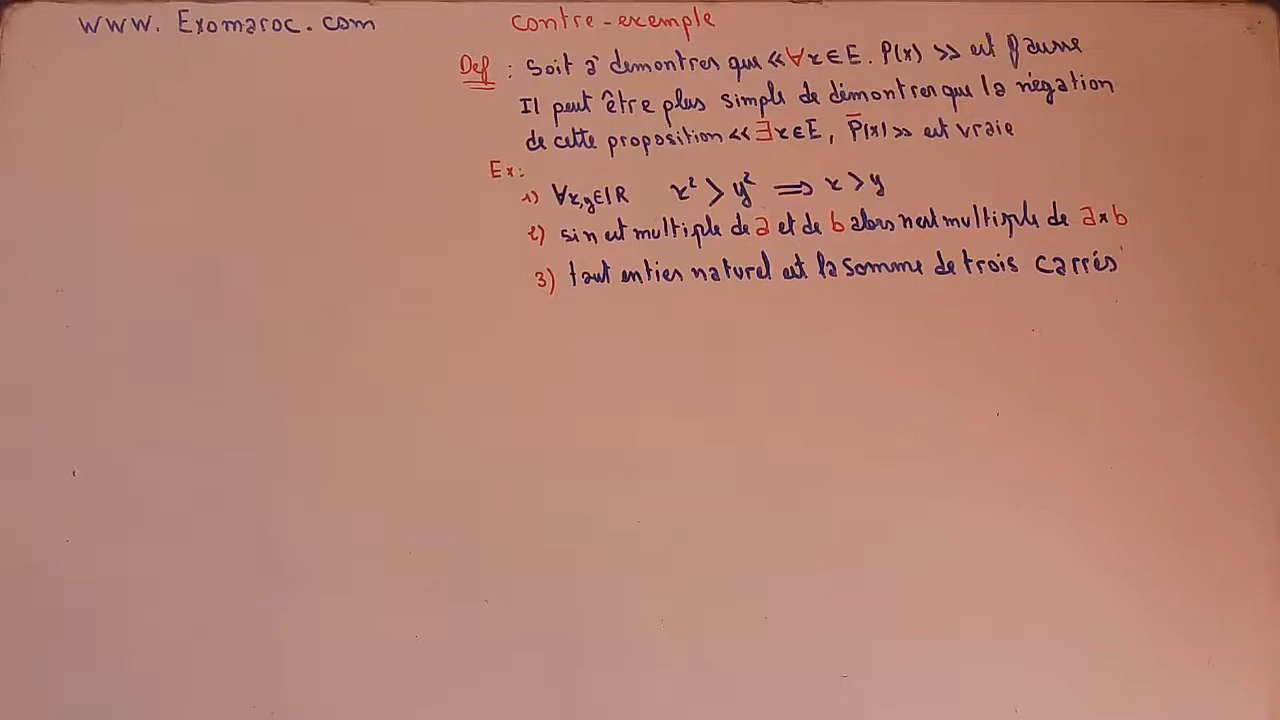 www. Exomaroc.com
contre-exemple
Def : Soit à demontrer que «∀x∈E. P(x) » est fausse
Il peut être plus simple de démontrer que la négation
de cette proposition «∃x∈E, P̅(x)» est vraie
Ex:
1) ∀x,y∈IR x² > y² ⟹ x > y
2) si n est multiple de a et de b alors n est multiple de a×b
3) tout entier naturel est la somme de trois carrés